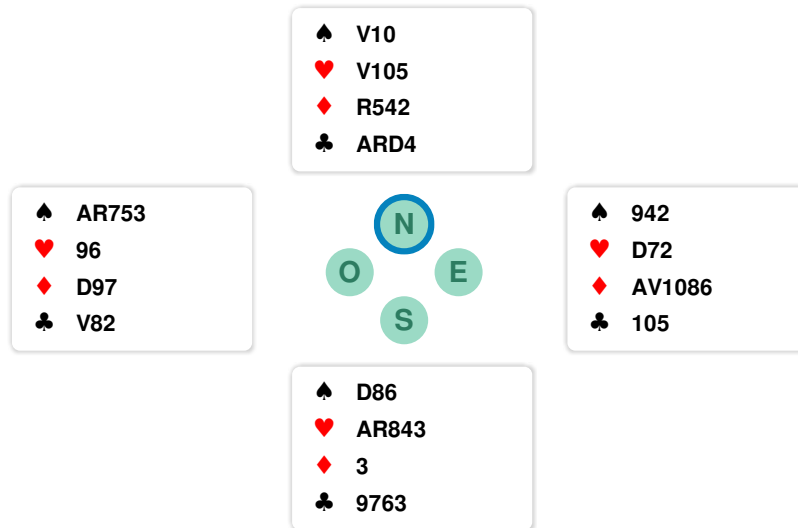 ♠ V10
♥ V105
♦ R542
♣ ARD4
♠ AR753
♥ 96
♦ D97
♣ V82
N
O
E
S
♠ 942
♥ D72
♦ AV1086
♣ 105
♠ D86
♥ AR843
♦ 3
♣ 9763